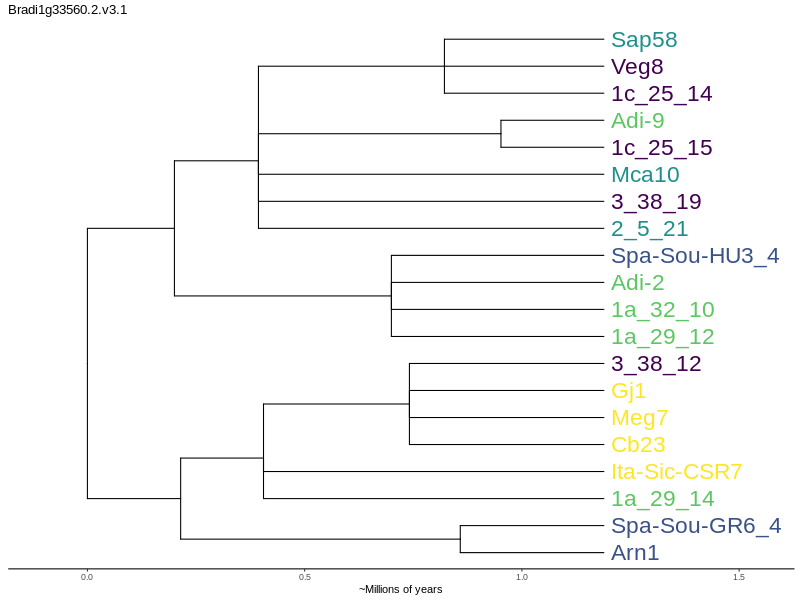 Bradi1g33560.2.v3.1
Sap58
Veg8
1c_25_14
Adi-9
1c_25_15
Mca10
3_38_19
2_5_21
Spa-Sou-HU3_4
Adi-2
1a_32_10
1a_29_12
3_38_12
Gj1
Meg7
Cb23
Ita-Sic-CSR7
1a_29_14
Spa-Sou-GR6_4
Arn1
0.0 0.5 1.0 1.5
~Millions of years